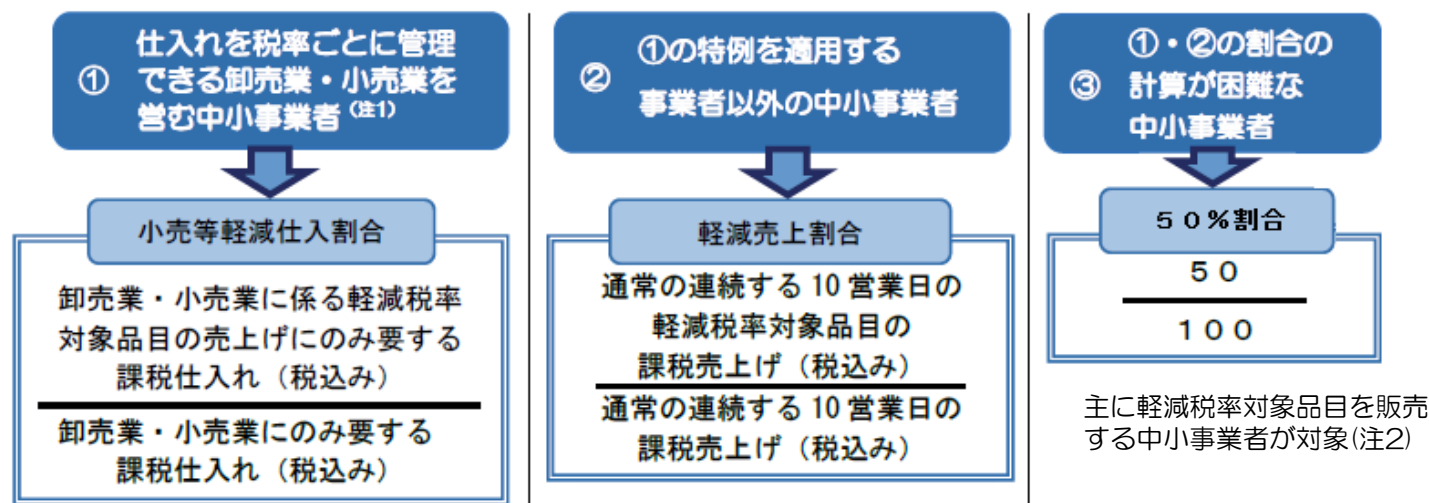 ①
仕入れを税率ごとに管理
できる卸売業・小売業を
営む中小事業者(注1)
小売等軽減仕入割合
卸売業・小売業に係る軽減税率
対象品目の売上げにのみ要する
課税仕入れ(税込み)
卸売業・小売業にのみ要する
課税仕入れ(税込み)
②
①の特例を適用する
事業者以外の中小事業者
軽減売上割合
通常の連続する10営業日の
軽減税率対象品目の
課税売上げ(税込み)
通常の連続する10営業日の
課税売上げ(税込み)
③
①・②の割合の
計算が困難な
中小事業者
50%割合
50
100
主に軽減税率対象品目を販売
する中小事業者が対象(注2)